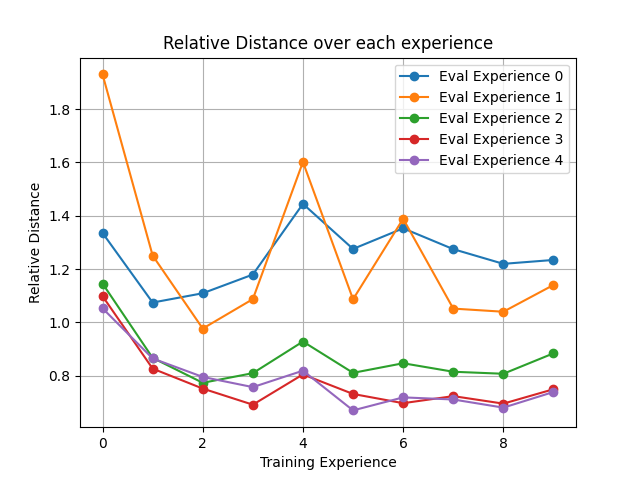 Relative Distance over each experience
Eval Experience 0
Eval Experience 1
Eval Experience 2
Eval Experience 3
Eval Experience 4
Relative Distance
1.8
1.6
1.4
1.2
1.0
0.8
0 2 4 6 8
Training Experience